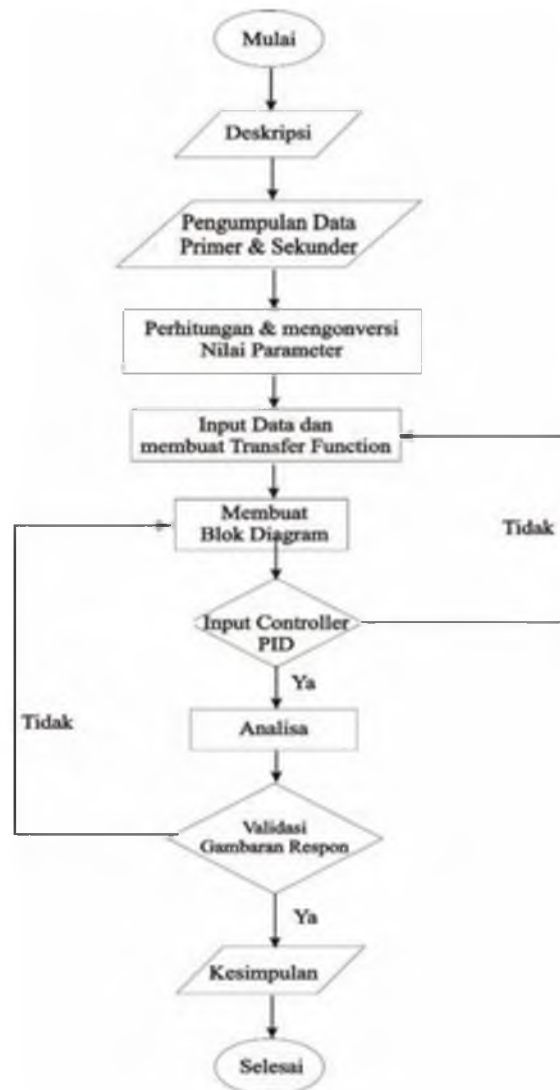 Mulai
Deskripsi
Pengumpulan Data
Primer & Sekunder
Perhitungan & mengonversi
Nilai Parameter
Input Data dan
membuat Transfer Function
Membuat
Blok Diagram
Tidak
Input Controller
PID
Ya
Analisa
Tidak
Validasi
Gambaran Respon
Ya
Kesimpulan
Selesai